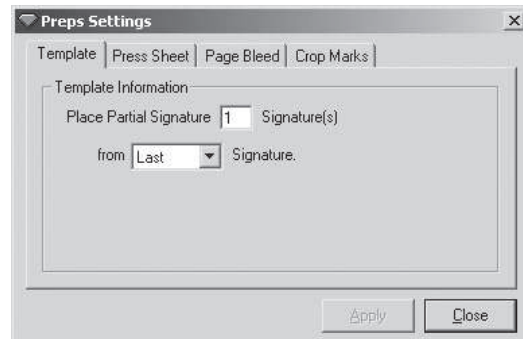 Preps Settings
Template Press Sheet Page Bleed Crop Marks
Template Information
Place Partial Signature 1 Signature(s)
from Last Signature.
Apply Close